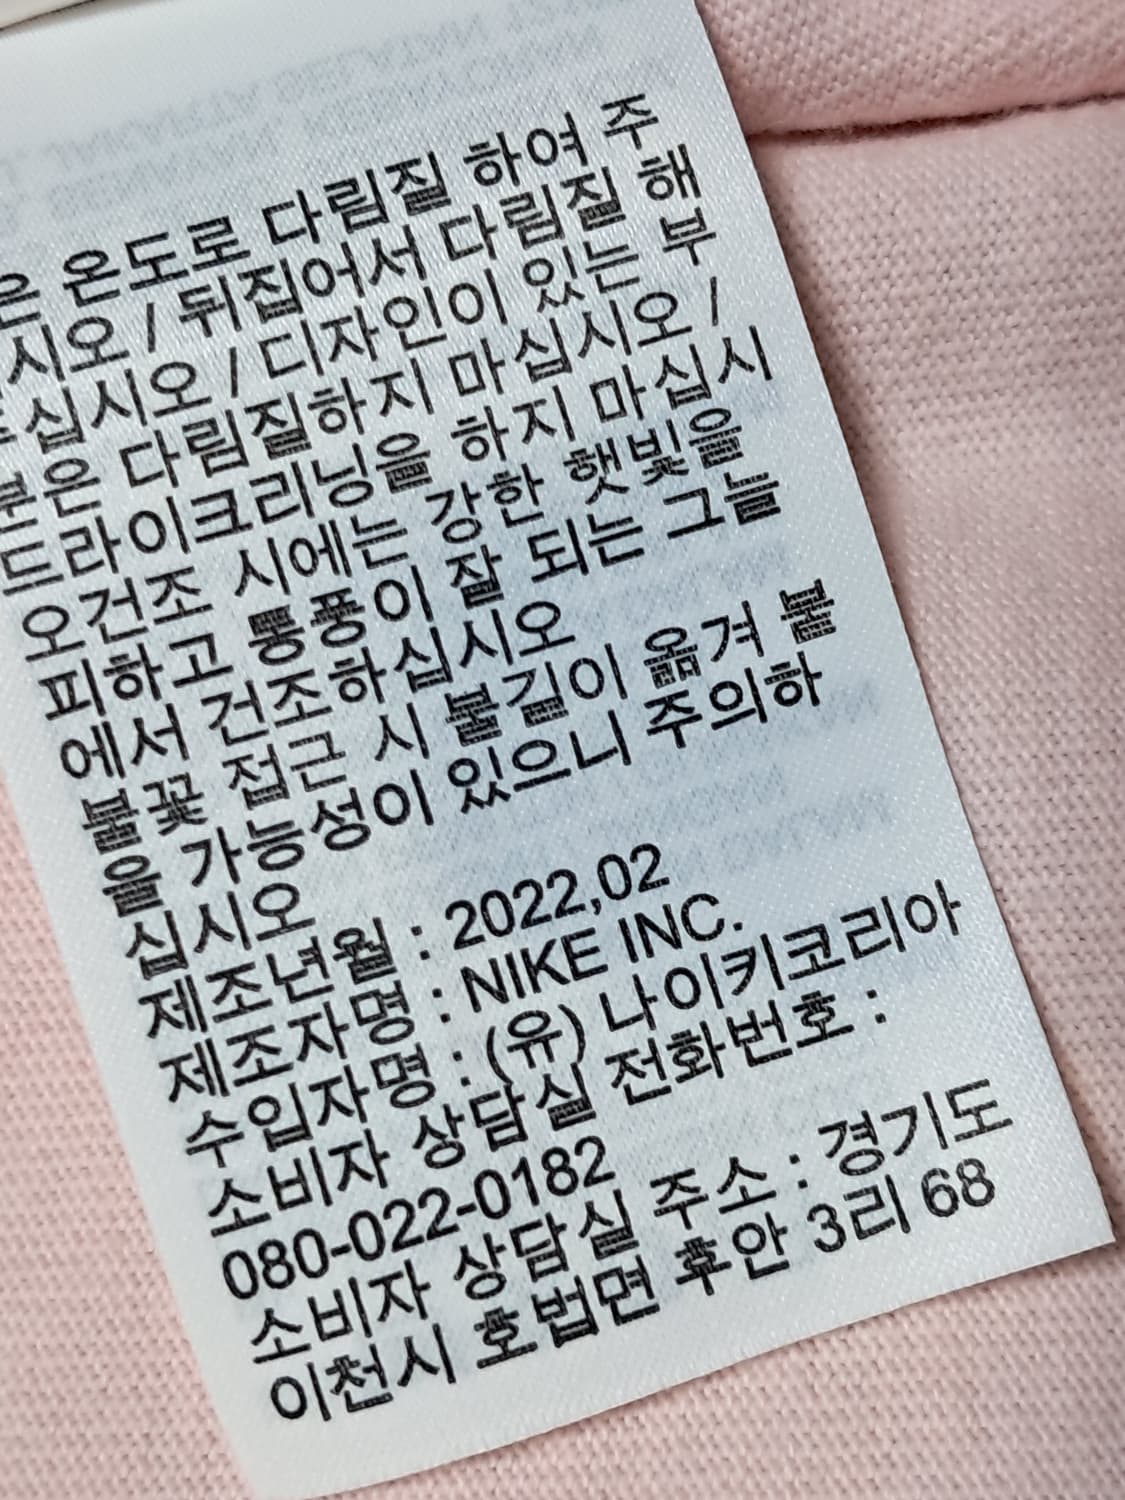 은 온도로 다림질 하여 주
시오 / 뒤집어서 다림질 해
십시오 / 디자인이 있는 부
분은 다림질하지 마십시오 /
드라이크리닝을 하지 마십시
오건조 시에는 강한 햇빛을
피하고 통풍이 잘 되는 그늘
에서 건조하십시오
불꽃 접근 시 불길이 옮겨 붙
을 가능성이 있으니 주의하
십시오
제조년월 : 2022,02
제조자명 : NIKE INC.
수입자명 : (유) 나이키코리아
소비자 상담실 전화번호 :
080-022-0182
소비자 상담실 주소 : 경기도
이천시 호법면 후안 3리 68